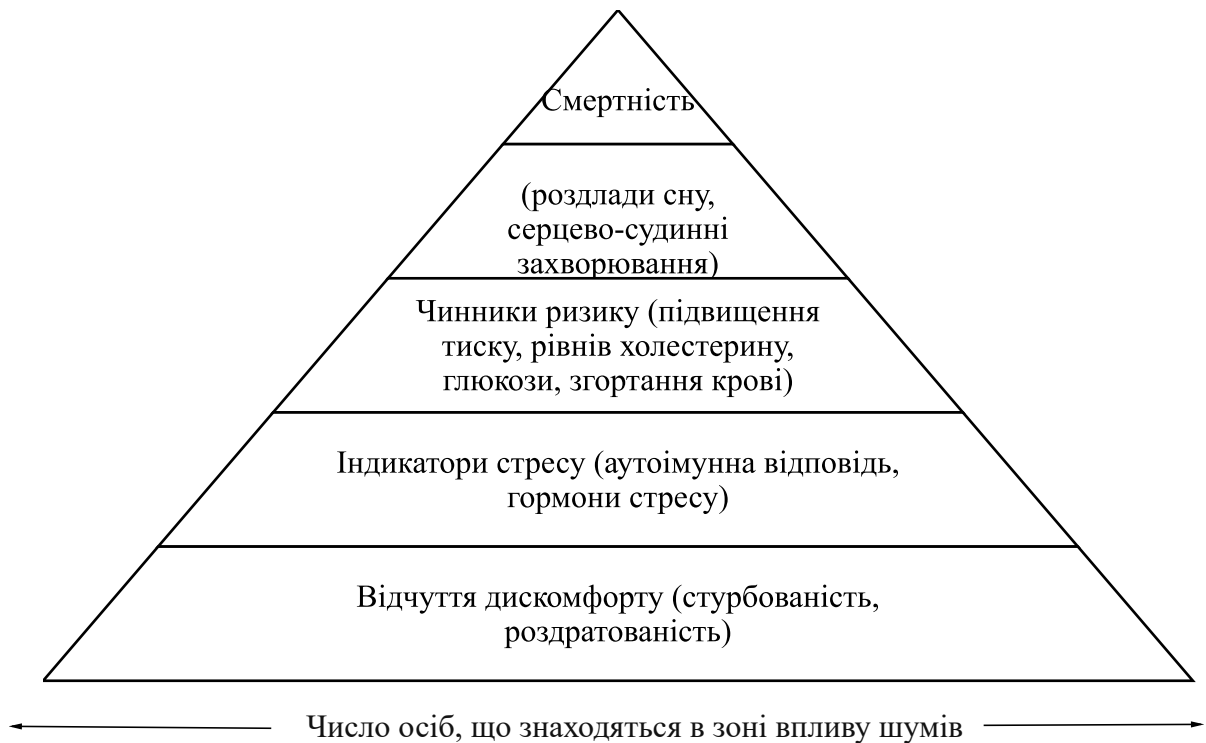 Смертність
(роздлади сну,
серцево-судинні
захворювання)
Чинники ризику (підвищення
тиску, рівнів холестерину,
глюкози, згортання крові)
Індикатори стресу (аутоімунна відповідь,
гормони стресу)
Відчуття дискомфорту (стурбованість,
роздратованість)
Число осіб, що знаходяться в зоні впливу шумів